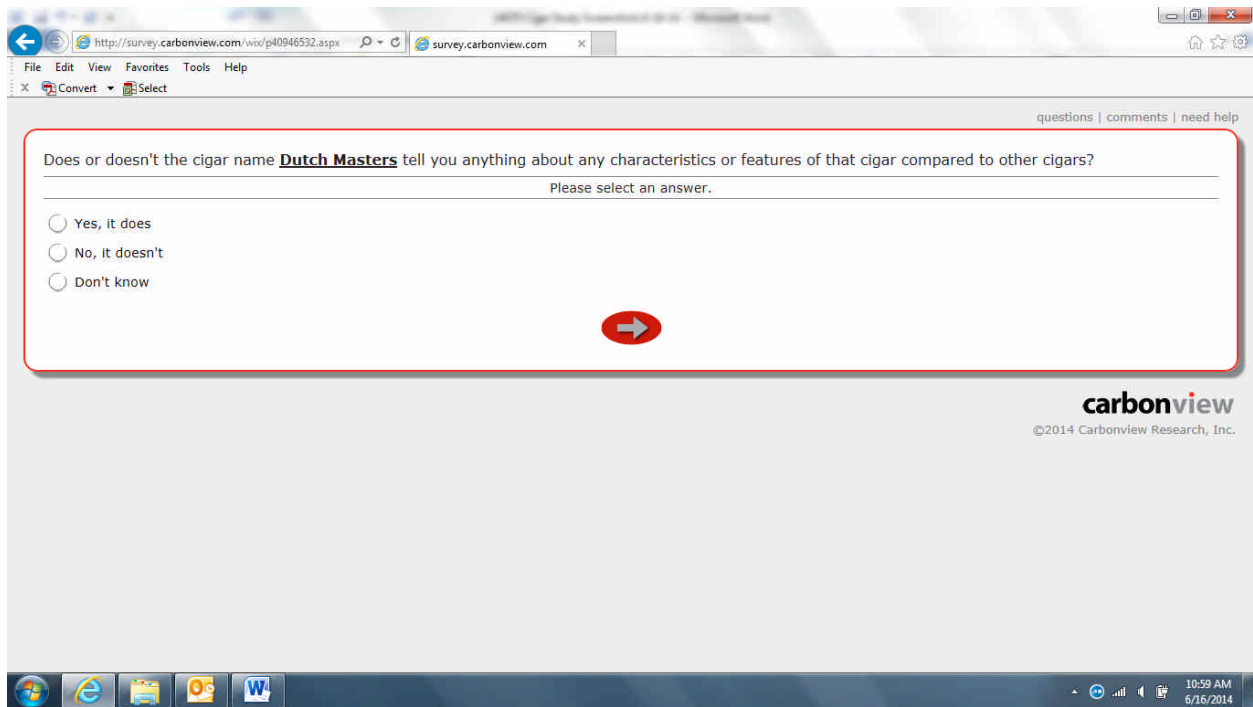 http://survey.carbonview.com/wix/p40946532.aspx
survey.carbonview.com
File Edit View Favorites Tools Help
Convert Select
questions | comments | need help
Does or doesn't the cigar name Dutch Masters tell you anything about any characteristics or features of that cigar compared to other cigars?
Please select an answer.
Yes, it does
No, it doesn't
Don't know
carbonview
©2014 Carbonview Research, Inc.
10:59 AM
6/16/2014